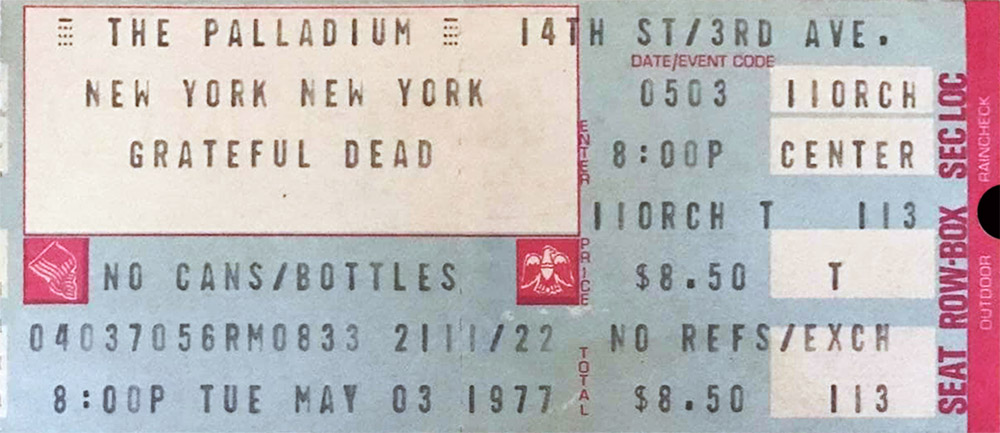 THE PALLADIUM 14TH ST/3RD AVE.
DATE/EVENT CODE
NEW YORK NEW YORK 0503 110RCH
GRATEFUL DEAD ENTER 8:00P CENTER
110RCH T 113
NO CANS/BOTTLES PRICE $8.50 T
04037056RM0833 2111/22 NO REFS/EXCH
8:00P TUE MAY 03 1977 TOTAL $8.50 113
SEAT ROW-BOX SEC LOC
OUTDOOR RAINCHECK